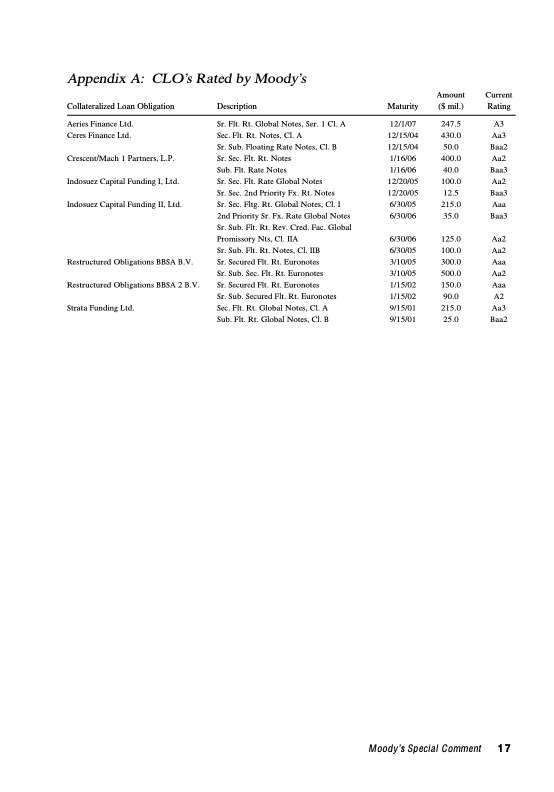 Appendix A: CLO's Rated by Moody's
Amount Current
Collateralized Loan Obligation Description Maturity ($ mil.) Rating
Aeries Finance Ltd. Sr. Flt. Rt. Global Notes, Ser. 1 Cl. A 12/1/07 247.5 A3
Ceres Finance Ltd. Sec. Flt. Rt. Notes, Cl. A 12/15/04 430.0 Aa3
Sr. Sub. Floating Rate Notes, Cl. B 12/15/04 50.0 Baa2
Crescent/Mach 1 Partners, L.P. Sr. Sec. Flt. Rt. Notes 1/16/06 400.0 Aa2
Sub. Flt. Rate Notes 1/16/06 40.0 Baa3
Indosuez Capital Funding I, Ltd. Sr. Sec. Flt. Rate Global Notes 12/20/05 100.0 Aa2
Sr. Sec. 2nd Priority Fx. Rt. Notes 12/20/05 12.5 Baa3
Indosuez Capital Funding II, Ltd. Sr. Sec. Fltg. Rt. Global Notes, Cl. I 6/30/05 215.0 Aaa
2nd Priority Sr. Fx. Rate Global Notes 6/30/06 35.0 Baa3
Sr. Sub. Flt. Rt. Rev. Cred. Fac. Global
Promissory Nts, Cl. IIA 6/30/06 125.0 Aa2
Sr. Sub. Flt. Rt. Notes, Cl. IIB 6/30/05 100.0 Aa2
Restructured Obligations BBSA B.V. Sr. Secured Flt. Rt. Euronotes 3/10/05 300.0 Aaa
Sr. Sub. Sec. Flt. Rt. Euronotes 3/10/05 500.0 Aa2
Restructured Obligations BBSA 2 B.V. Sr. Secured Flt. Rt. Euronotes 1/15/02 150.0 Aaa
Sr. Sub. Secured Flt. Rt. Euronotes 1/15/02 90.0 A2
Strata Funding Ltd. Sec. Flt. Rt. Global Notes, Cl. A 9/15/01 215.0 Aa3
Sub. Flt. Rt. Global Notes, Cl. B 9/15/01 25.0 Baa2
Moody's Special Comment 17